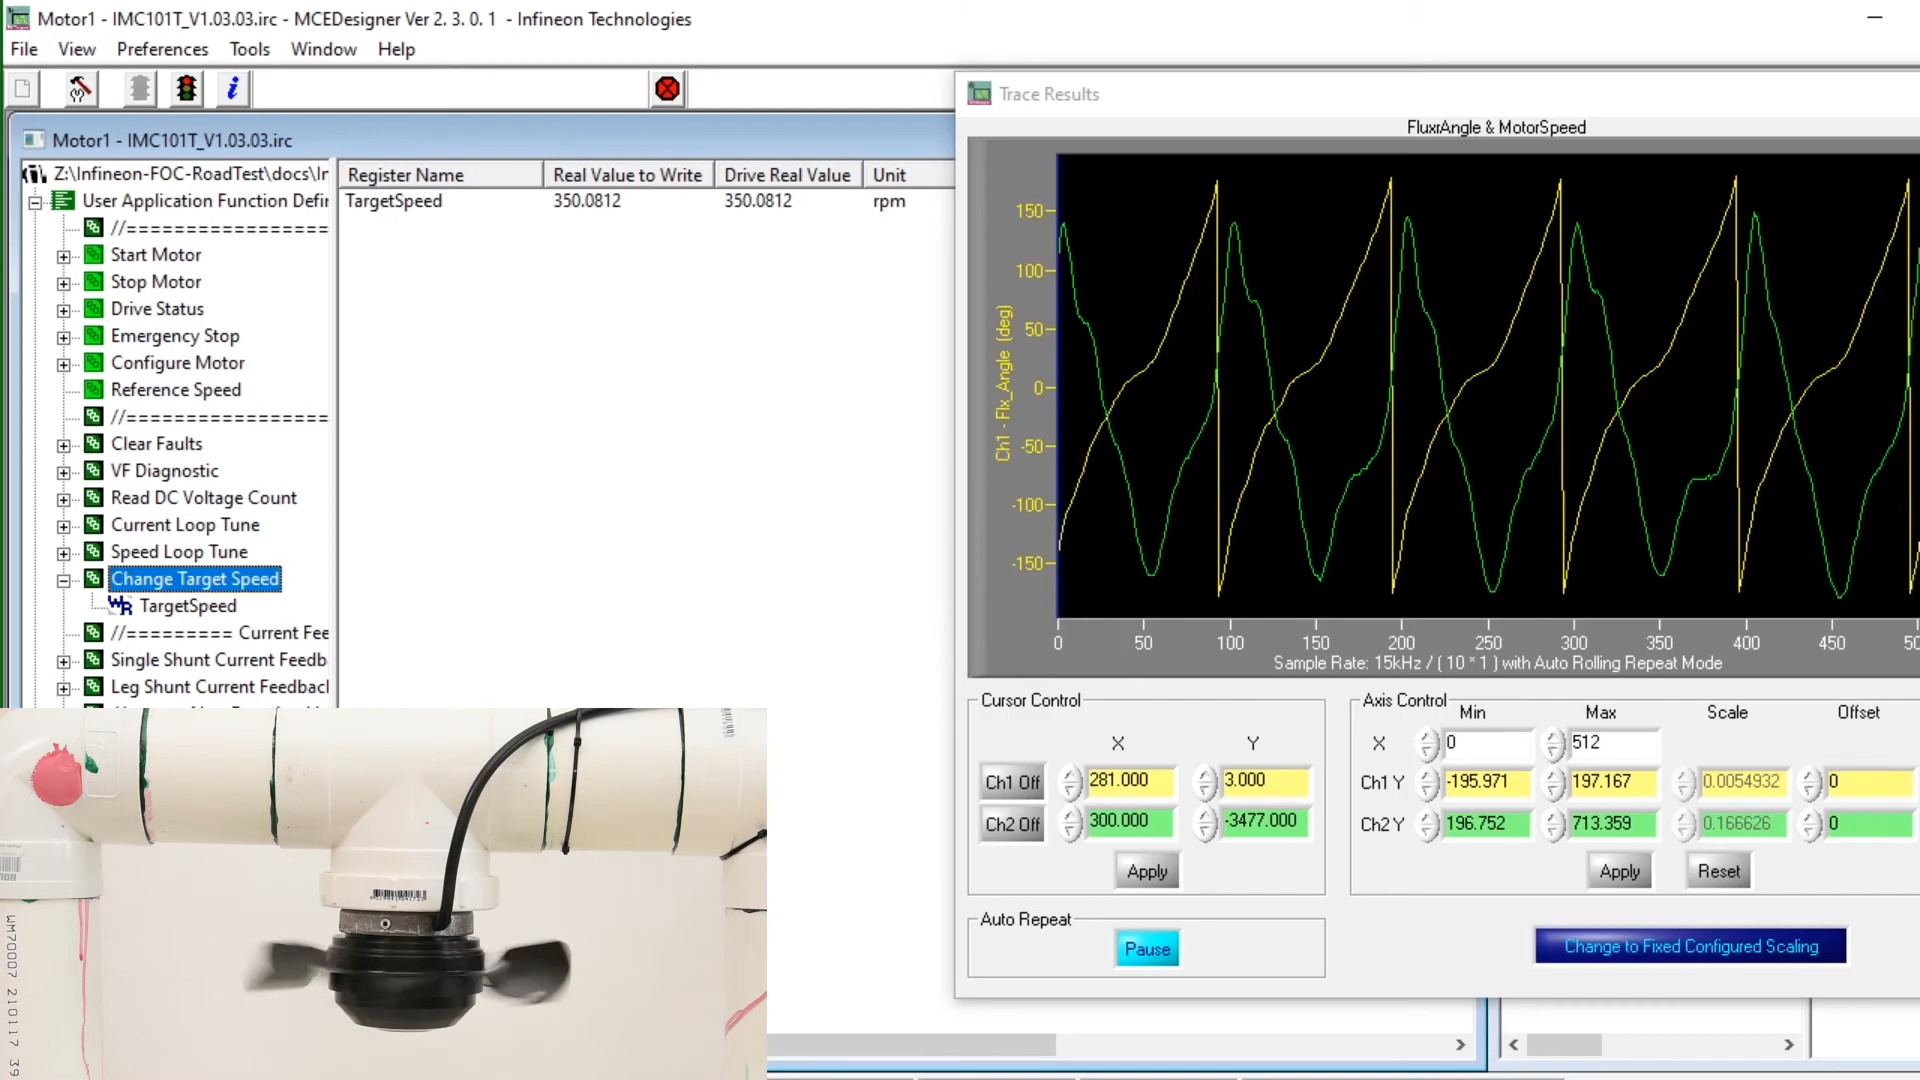 Motor1 - IMC101T_V1.03.03.irc - MCEDesigner Ver 2. 3. 0. 1 - Infineon Technologies
File View Preferences Tools Window Help
Motor1 - IMC101T_V1.03.03.irc
Z:\Infineon-FOC-RoadTest\docs\Ir
User Application Function Defir
//==================
Start Motor
Stop Motor
Drive Status
Emergency Stop
Configure Motor
Reference Speed
//==================
Clear Faults
VF Diagnostic
Read DC Voltage Count
Current Loop Tune
Speed Loop Tune
Change Target Speed
WR TargetSpeed
//========= Current Fee
Single Shunt Current Feedb
Leg Shunt Current Feedbacl
Register Name Real Value to Write Drive Real Value Unit
TargetSpeed 350.0812 350.0812 rpm
Trace Results
FluxrAngle & MotorSpeed
Ch1 - Flx_Angle (deg)
150
100
50
0
-50
-100
-150
0 50 100 150 200 250 300 350 400 450 50
Sample Rate: 15kHz / ( 10 * 1 ) with Auto Rolling Repeat Mode
Cursor Control
X Y
Ch1 Off 281.000 3.000
Ch2 Off 300.000 -3477.000
Apply
Auto Repeat
Pause
Axis Control
Min Max Scale Offset
X 0 512
Ch1 Y -195.971 197.167 0.0054932 0
Ch2 Y 196.752 713.359 0.166626 0
Apply Reset
Change to Fixed Configured Scaling
WM70007 210117 39